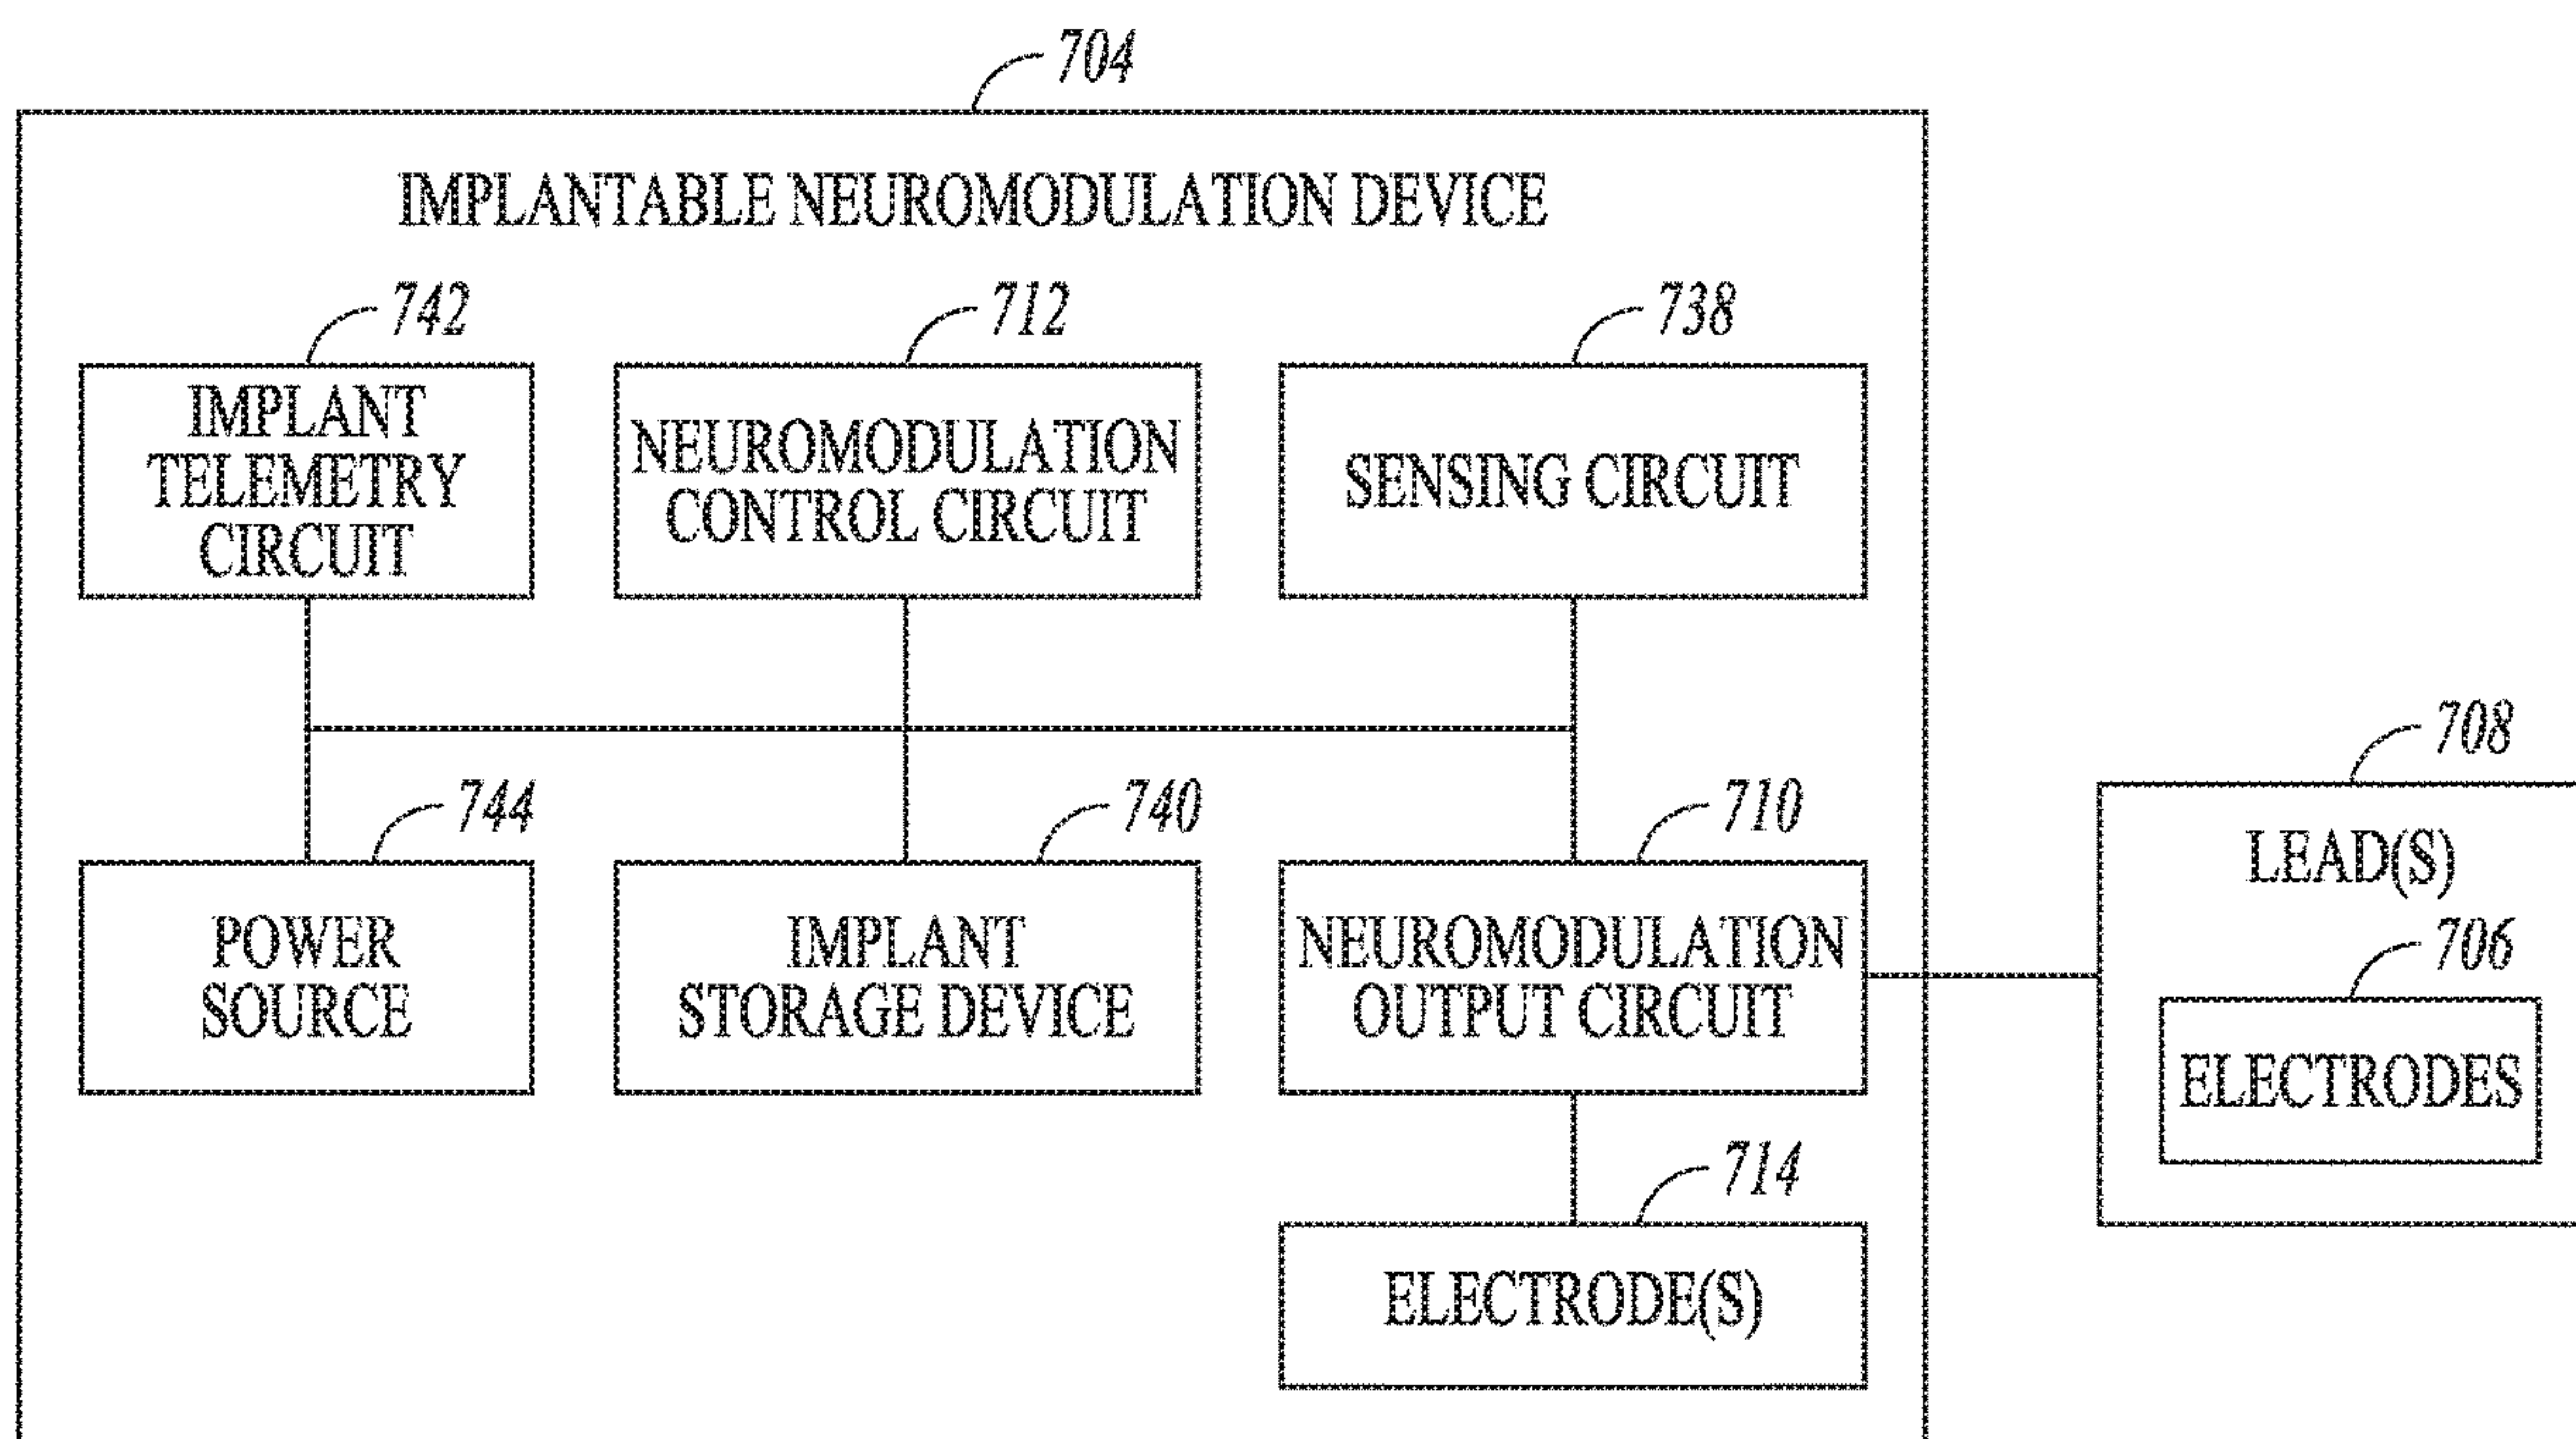 704
IMPLANTABLE NEUROMODULATION DEVICE
742
712
738
IMPLANT
TELEMETRY
CIRCUIT
NEUROMODULATION
CONTROL CIRCUIT
SENSING CIRCUIT
744
740
710
708
POWER
SOURCE
IMPLANT
STORAGE DEVICE
NEUROMODULATION
OUTPUT CIRCUIT
LEAD(S)
706
ELECTRODES
714
ELECTRODE(S)